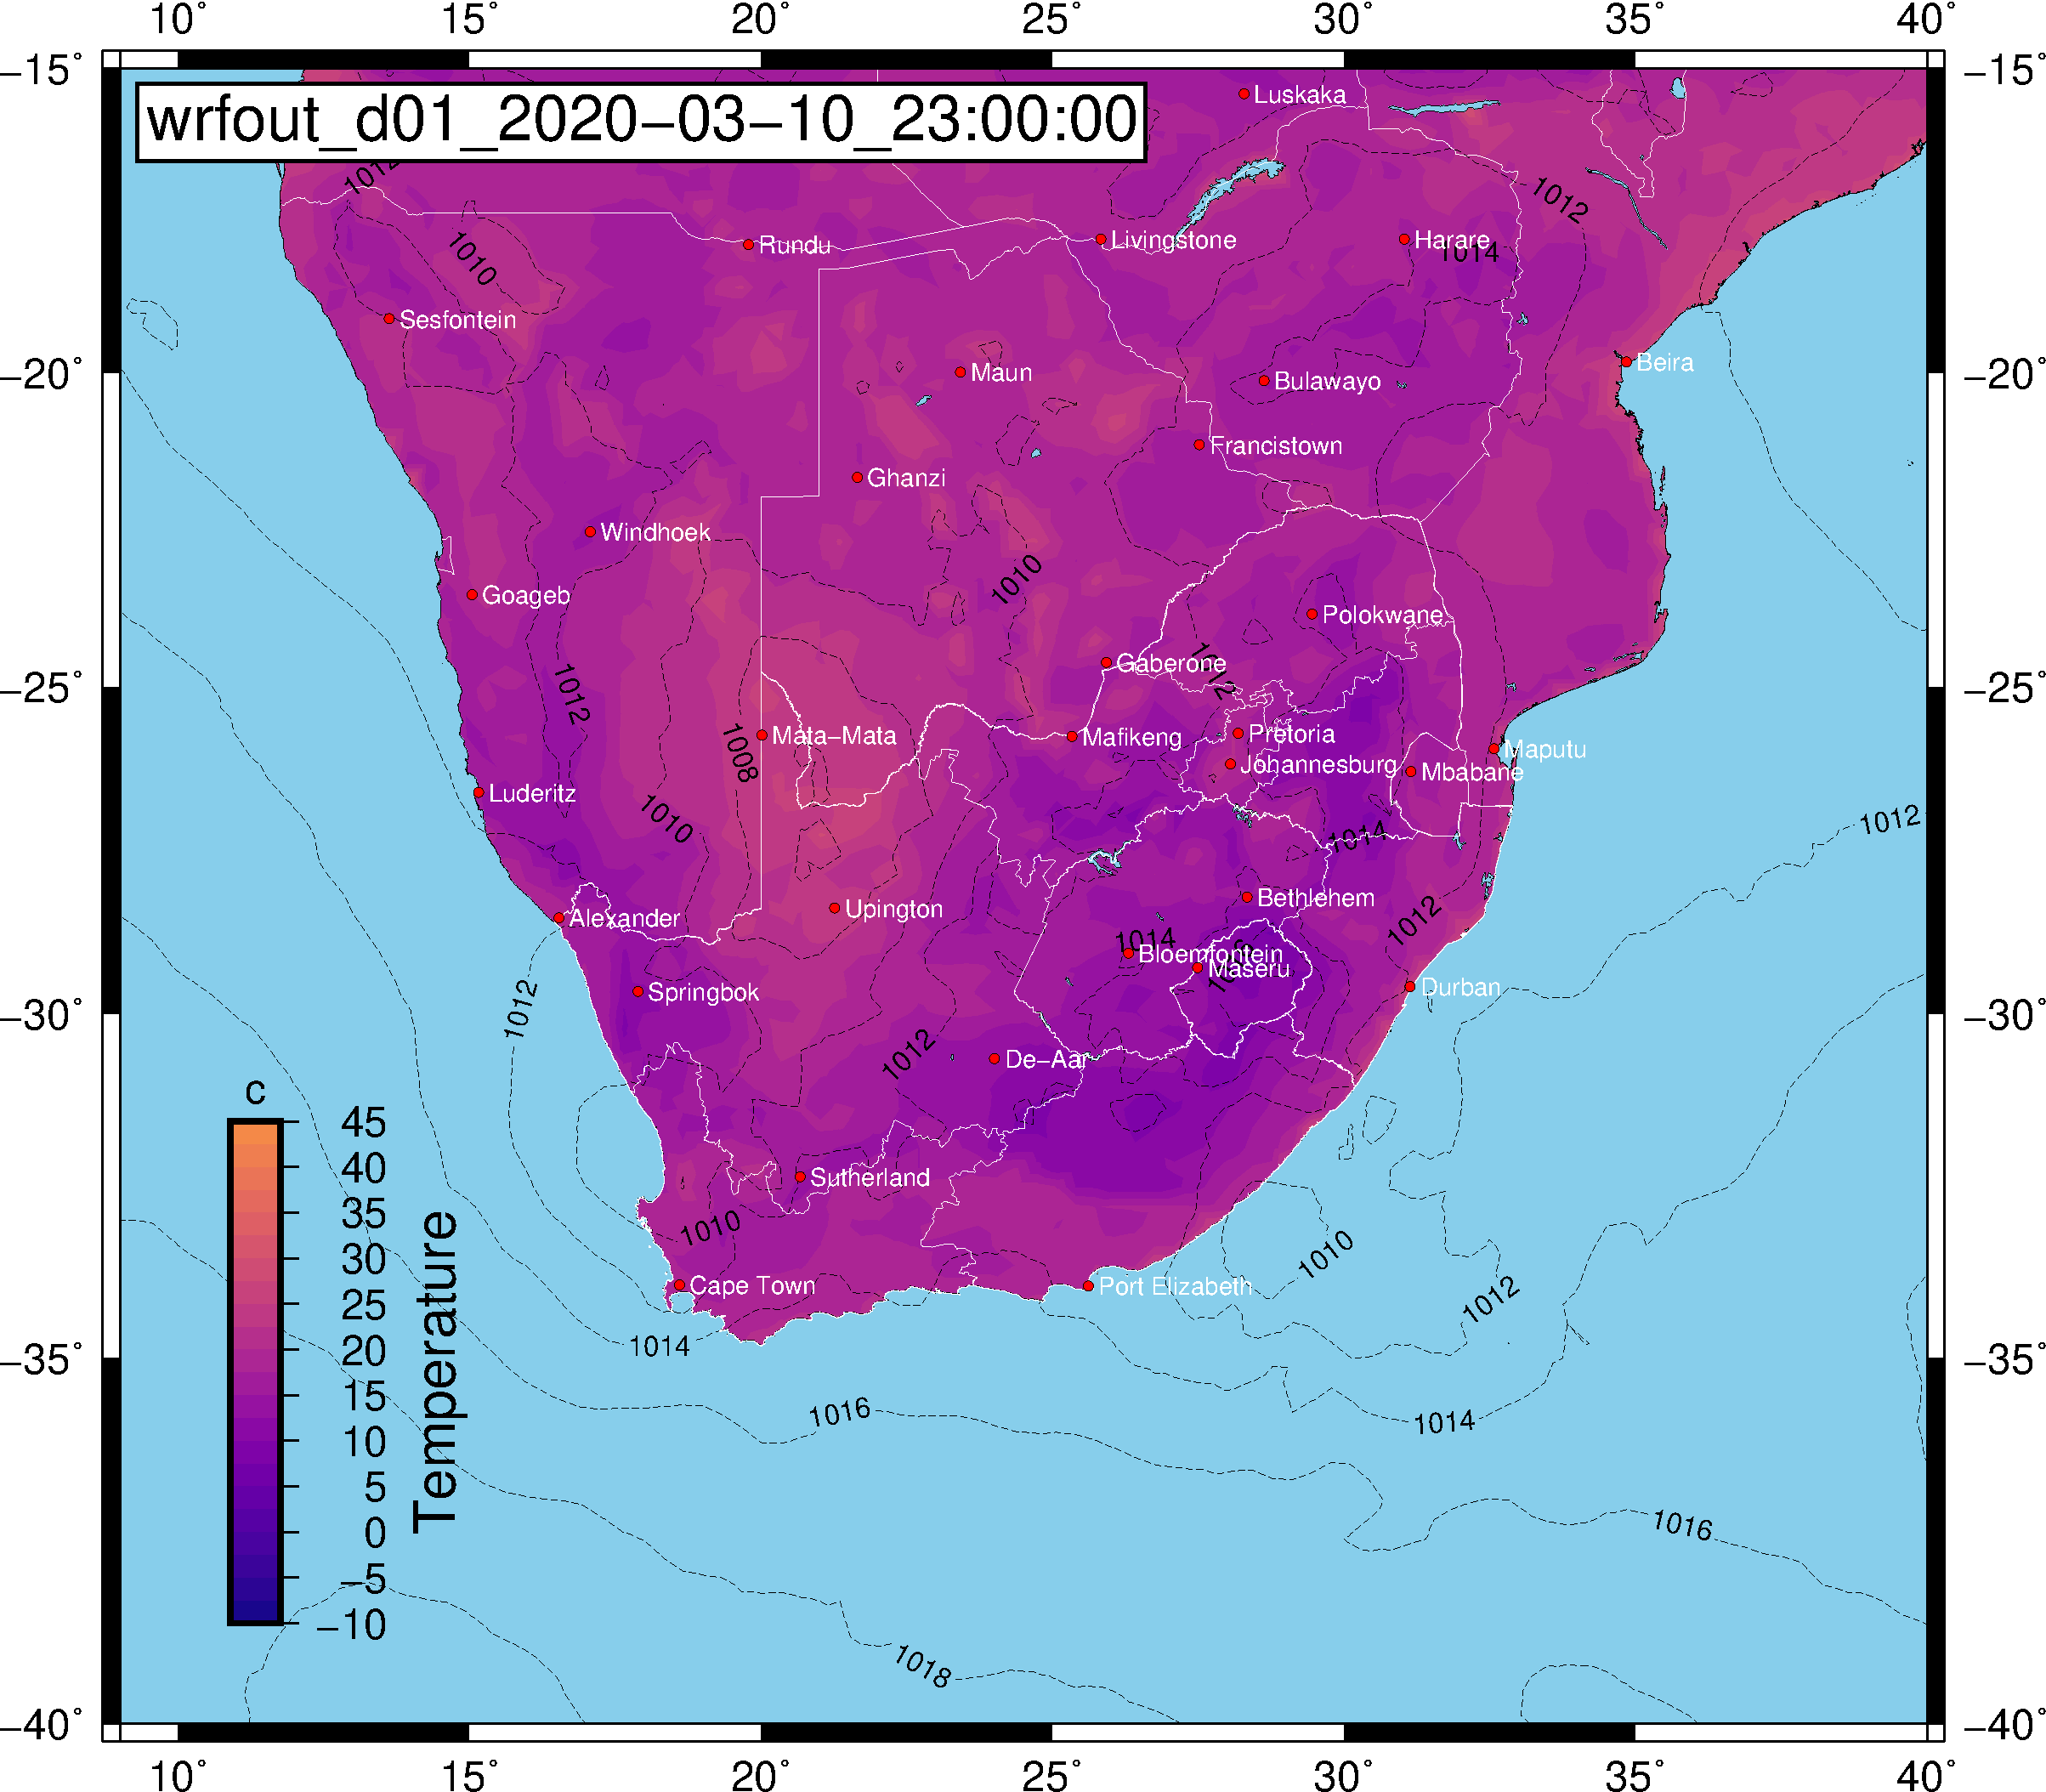 10° 15° 20° 25° 30° 35° 40°
−15° −15°
wrfout_d01_2020−03−10_23:00:00
Luskaka
1012
1012
Rundu
Livingstone
Harare
1014
1010
Sesfontein
Beira
−20° −20°
Maun
Bulawayo
Francistown
Ghanzi
Windhoek
1010
Goageb
Polokwane
Gaberone
1012
−25° −25°
1012
Mata−Mata
Mafikeng
Pretoria
Maputu
1008
Johannesburg
Mbabane
Luderitz
1010
1012
1014
Bethlehem
Upington
Alexander
1012
1014
Bloemfontein
Maseru
Springbok
Durban
1012
−30° −30°
1012
De−Aar
Sutherland
1010
1010
Cape Town
Port Elizabeth
1012
1014
−35° −35°
1016
1014
1016
1018
c
45
40
35
30
25
20
15
10
5
0
−5
−10
Temperature
−40° −40°
10° 15° 20° 25° 30° 35° 40°